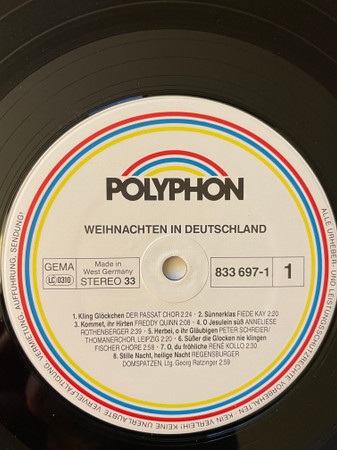 POLYPHON
WEIHNACHTEN IN DEUTSCHLAND
GEMA
LC 0310
Made in
West Germany
STEREO 33
833 697-1
1
1. Kling Glöckchen DER PASSAT CHOR 2:24 · 2. Sünnerklas FIEDE KAY 2:20
3. Kommet, ihr Hirten FREDDY QUINN 2:08 · 4. O Jesulein süß ANNELIESE
ROTHENBERGER 2:39 · 5. Herbei, o ihr Gläubigen PETER SCHREIER/
THOMANERCHOR, LEIPZIG 2:20 · 6. Süßer die Glocken nie klingen
FISCHER CHÖRE 2:58 · 7. O, du fröhliche RENÉ KOLLO 2:30
8. Stille Nacht, heilige Nacht REGENSBURGER
DOMSPATZEN, Ltg. Georg Ratzinger 2:59
ALLE URHEBER- UND LEISTUNGSSCHUTZRECHTE VORBEHALTEN · KEIN VERLEIH! KEINE UNERLAUBTE VERVIELFÄLTIGUNG, VERMIETUNG, AUFFÜHRUNG, SENDUNG!